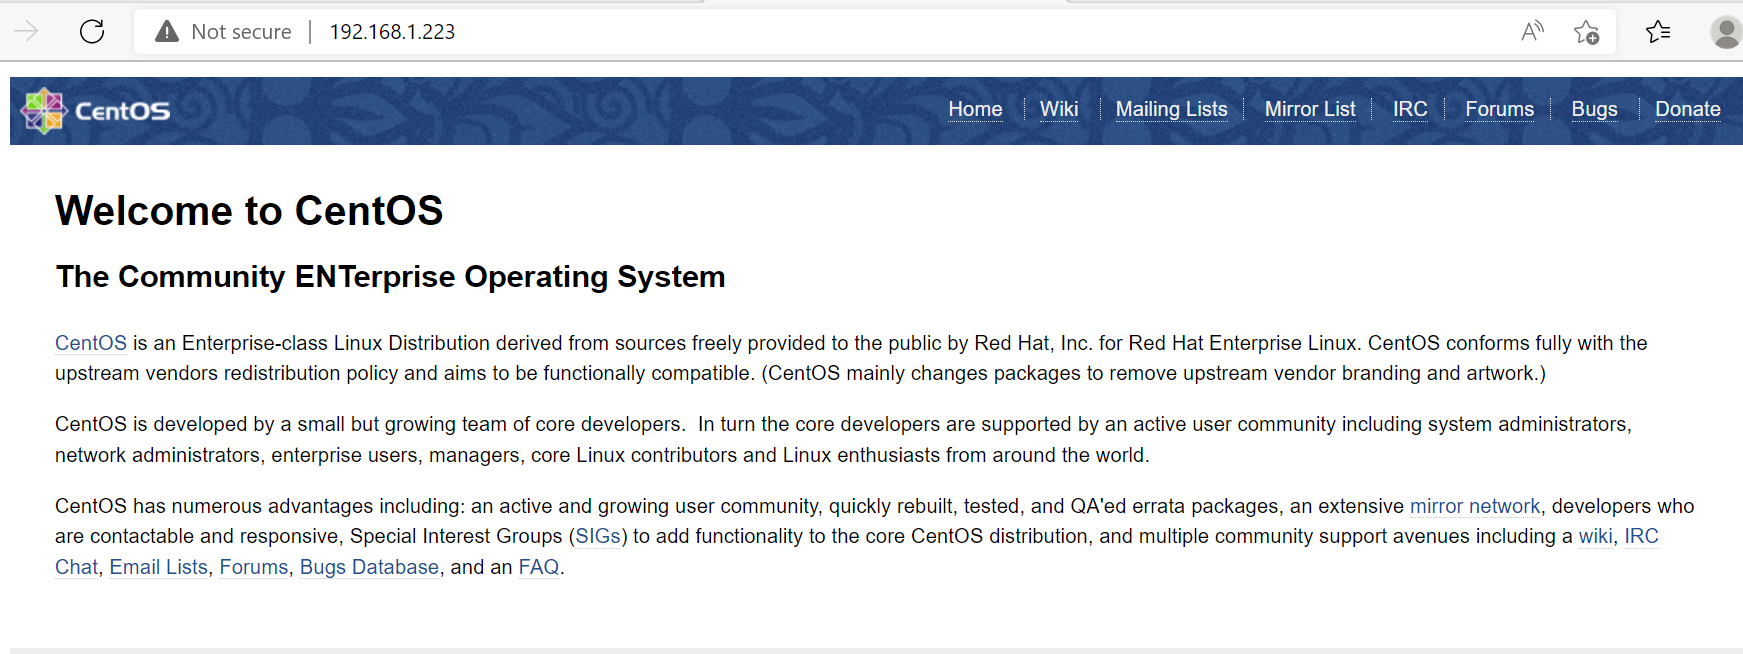 Not secure 192.168.1.223
CentOS
Home Wiki Mailing Lists Mirror List IRC Forums Bugs Donate
Welcome to CentOS
The Community ENTerprise Operating System
CentOS is an Enterprise-class Linux Distribution derived from sources freely provided to the public by Red Hat, Inc. for Red Hat Enterprise Linux. CentOS conforms fully with the
upstream vendors redistribution policy and aims to be functionally compatible. (CentOS mainly changes packages to remove upstream vendor branding and artwork.)
CentOS is developed by a small but growing team of core developers.  In turn the core developers are supported by an active user community including system administrators,
network administrators, enterprise users, managers, core Linux contributors and Linux enthusiasts from around the world.
CentOS has numerous advantages including: an active and growing user community, quickly rebuilt, tested, and QA'ed errata packages, an extensive mirror network, developers who
are contactable and responsive, Special Interest Groups (SIGs) to add functionality to the core CentOS distribution, and multiple community support avenues including a wiki, IRC
Chat, Email Lists, Forums, Bugs Database, and an FAQ.